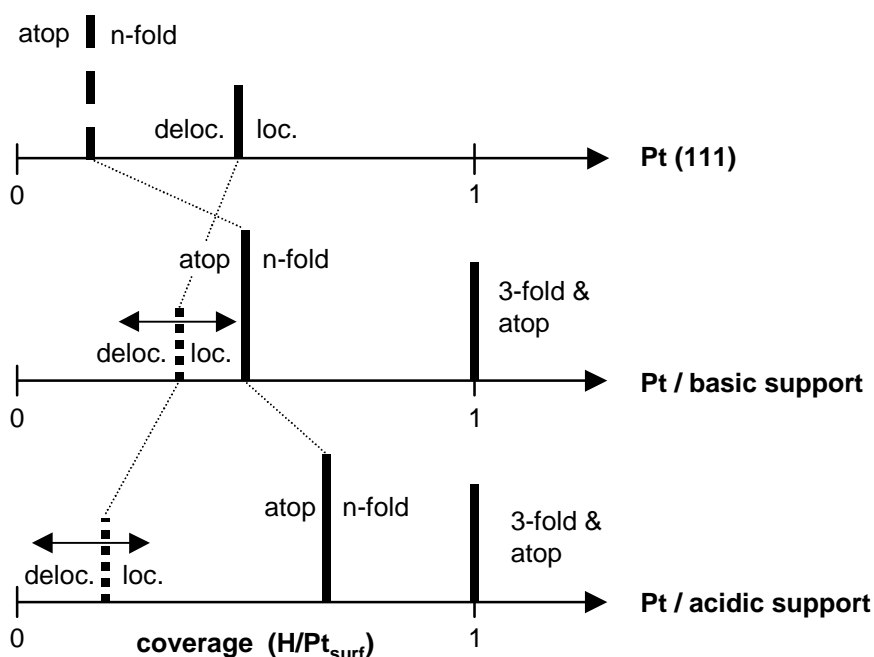 atop n-fold
deloc. loc.
Pt (111)
0 1
atop n-fold
3-fold &
atop
deloc. loc.
Pt / basic support
0 1
atop n-fold
3-fold &
atop
deloc. loc.
Pt / acidic support
0 1
coverage (H/Ptsurf)